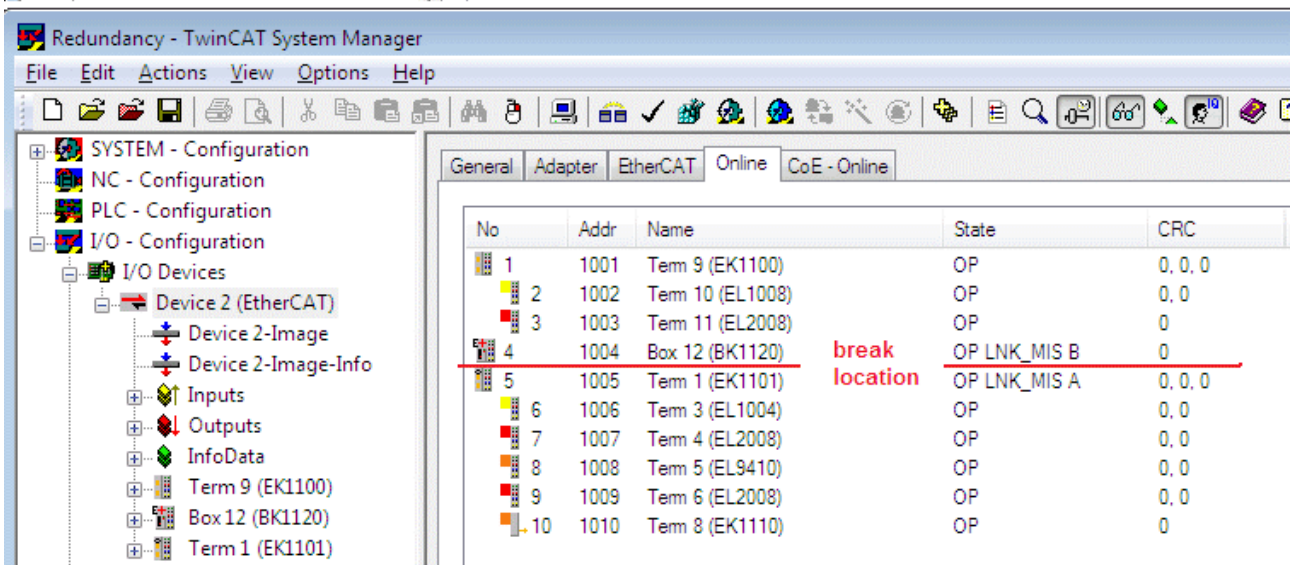 Redundancy - TwinCAT System Manager
File Edit Actions View Options Help
SYSTEM - Configuration
NC - Configuration
PLC - Configuration
I/O - Configuration
I/O Devices
Device 2 (EtherCAT)
Device 2-Image
Device 2-Image-Info
Inputs
Outputs
InfoData
Term 9 (EK1100)
Box 12 (BK1120)
Term 1 (EK1101)
General Adapter EtherCAT Online CoE - Online
No Addr Name State CRC
1 1001 Term 9 (EK1100) OP 0, 0, 0
2 1002 Term 10 (EL1008) OP 0, 0
3 1003 Term 11 (EL2008) OP 0
4 1004 Box 12 (BK1120) break OP LNK_MIS B 0
5 1005 Term 1 (EK1101) location OP LNK_MIS A 0, 0, 0
6 1006 Term 3 (EL1004) OP 0, 0
7 1007 Term 4 (EL2008) OP 0, 0
8 1008 Term 5 (EL9410) OP 0, 0
9 1009 Term 6 (EL2008) OP 0, 0
10 1010 Term 8 (EK1110) OP 0